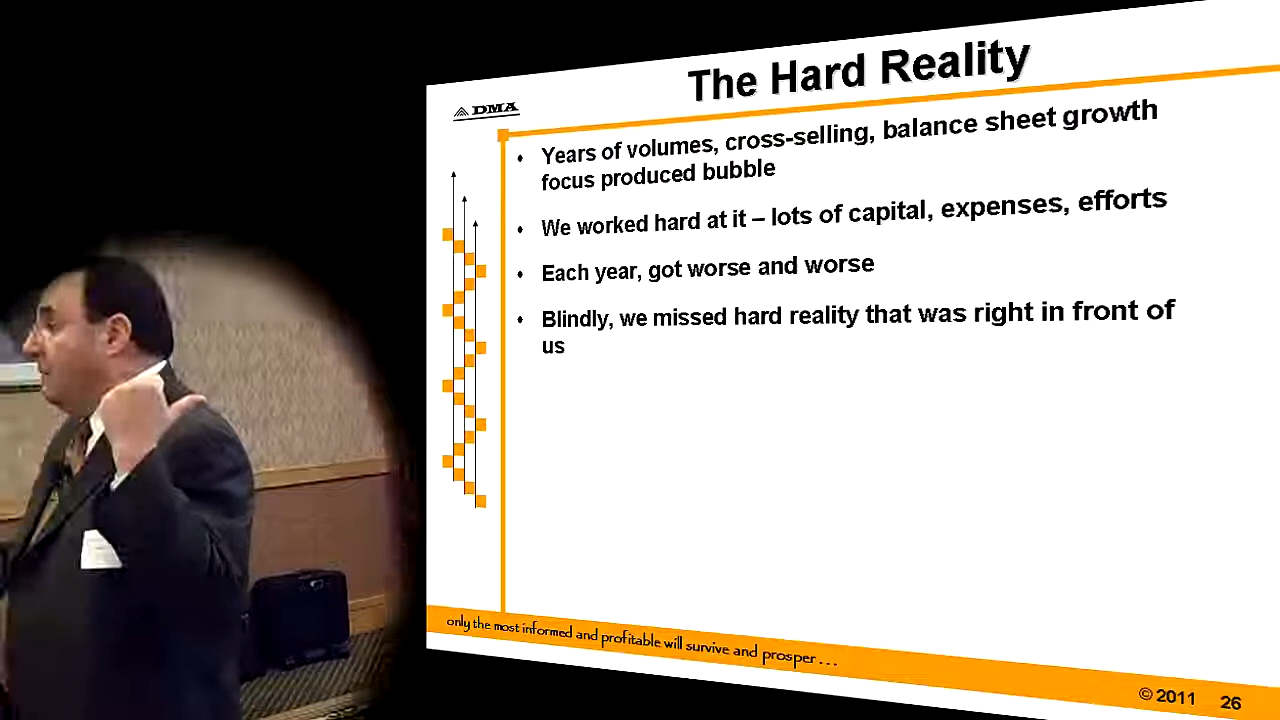 The Hard Reality
DMA
• Years of volumes, cross-selling, balance sheet growth
focus produced bubble
• We worked hard at it – lots of capital, expenses, efforts
• Each year, got worse and worse
• Blindly, we missed hard reality that was right in front of
us
only the most informed and profitable will survive and prosper . . .
© 2011 26